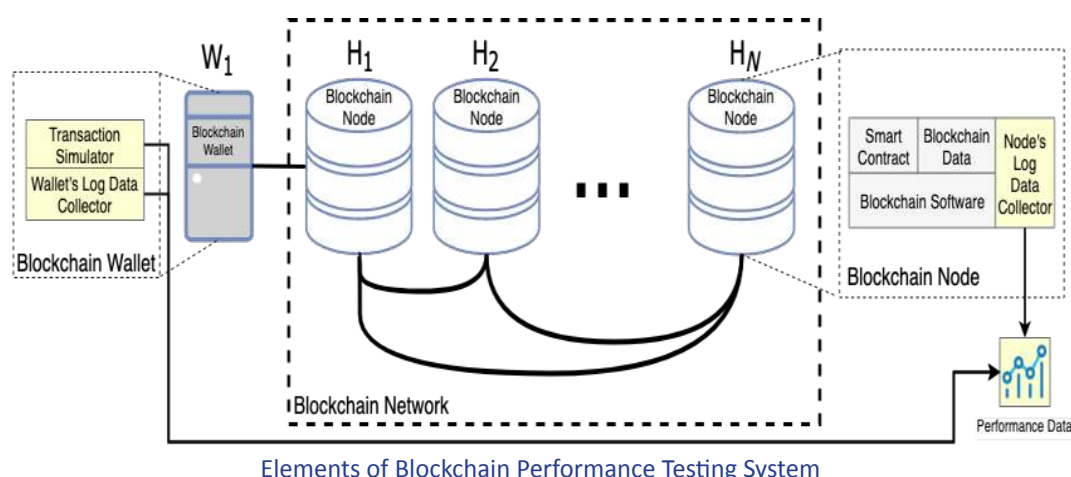 W1
H1
H2
HN
Blockchain
Node
Blockchain
Node
Blockchain
Node
Blockchain
Wallet
Transaction
Simulator
Wallet's Log Data
Collector
Blockchain Wallet
Smart
Contract
Blockchain
Data
Node's
Log
Data
Collector
Blockchain Software
Blockchain Node
...
Blockchain Network
Performance Data
Elements of Blockchain Performance Testing System